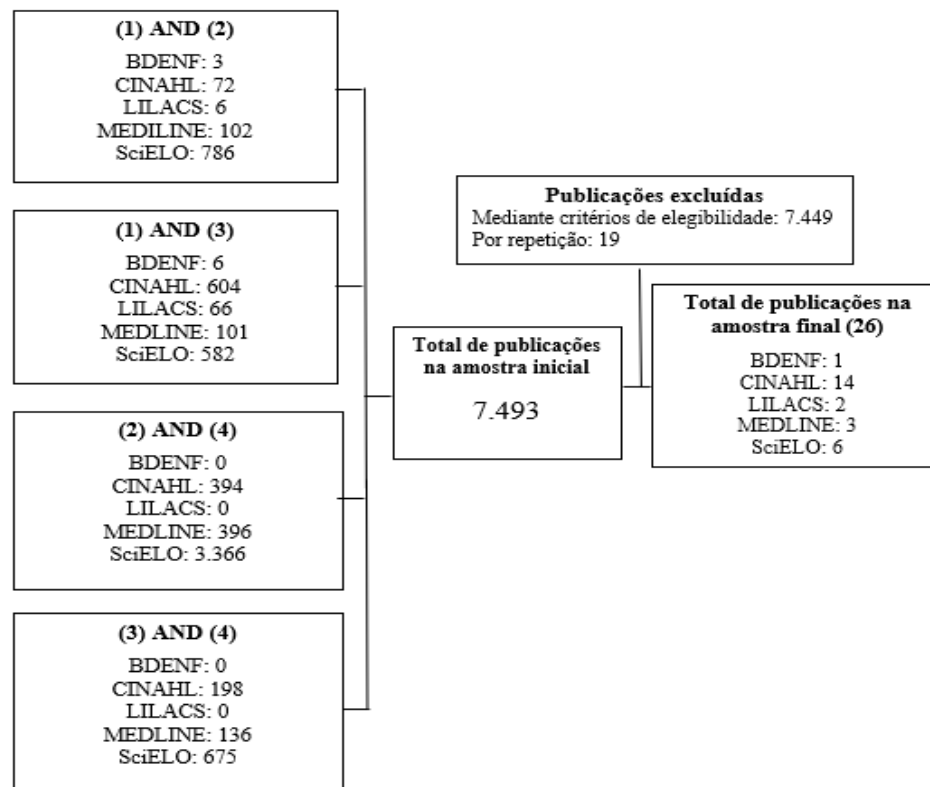 (1) AND (2)
BDENF: 3
CINAHL: 72
LILACS: 6
MEDILINE: 102
SciELO: 786
(1) AND (3)
BDENF: 6
CINAHL: 604
LILACS: 66
MEDLINE: 101
SciELO: 582
(2) AND (4)
BDENF: 0
CINAHL: 394
LILACS: 0
MEDLINE: 396
SciELO: 3.366
(3) AND (4)
BDENF: 0
CINAHL: 198
LILACS: 0
MEDLINE: 136
SciELO: 675
Total de publicações
na amostra inicial
7.493
Publicações excluídas
Mediante critérios de elegibilidade: 7.449
Por repetição: 19
Total de publicações na
amostra final (26)
BDENF: 1
CINAHL: 14
LILACS: 2
MEDLINE: 3
SciELO: 6